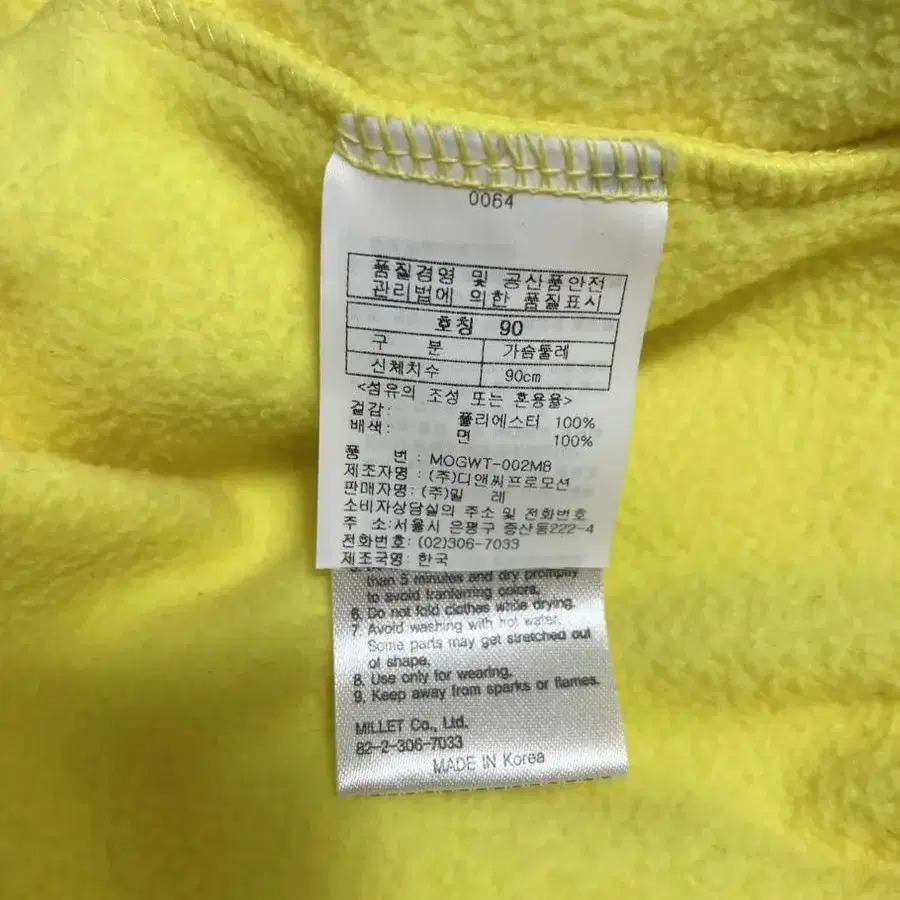 0064
품질경영 및 공산품안전
관리법에 의한 품질표시
호칭 90
구 분 가슴둘레
신체치수 90cm
<섬유의 조성 또는 혼용율>
겉감: 폴리에스터 100%
배색: 면 100%
품 번 : MOGWT-002M8
제조자명 : (주)디앤씨프로모션
판매자명: (주)밀 레
소비자상담실의 주소 및 전화번호
주 소:서울시 은평구 증산동222-4
전화번호: (02)306-7033
제조국명: 한국
than 5 minutes and dry promptly
to avoid tranferring colors.
6. Do not fold clothes while drying.
7. Avoid washing with hot water.
Some parts may get stretched out
of shape.
8. Use only for wearing.
9. Keep away from sparks or flames.
MILLET Co., Ltd.
82-2-306-7033
MADE IN Korea